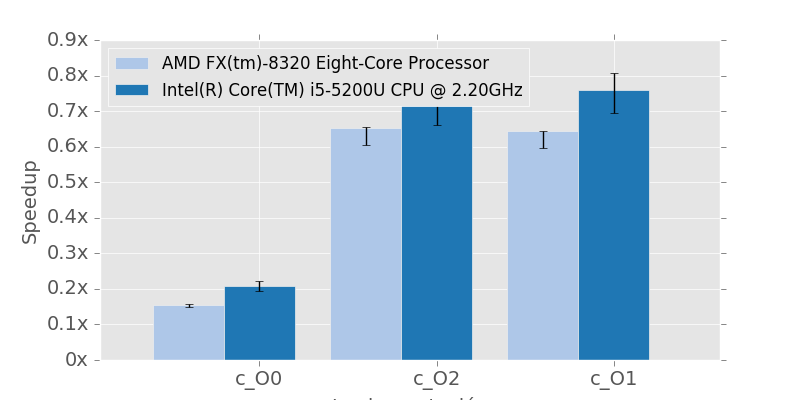 0.9x
0.8x
0.7x
0.6x
0.5x
0.4x
0.3x
0.2x
0.1x
0x
Speedup
AMD FX(tm)-8320 Eight-Core Processor
Intel(R) Core(TM) i5-5200U CPU @ 2.20GHz
c_O0 c_O2 c_O1